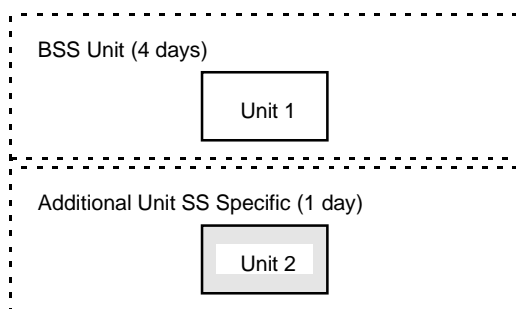 BSS Unit (4 days)
Unit 1
Additional Unit SS Specific (1 day)
Unit 2